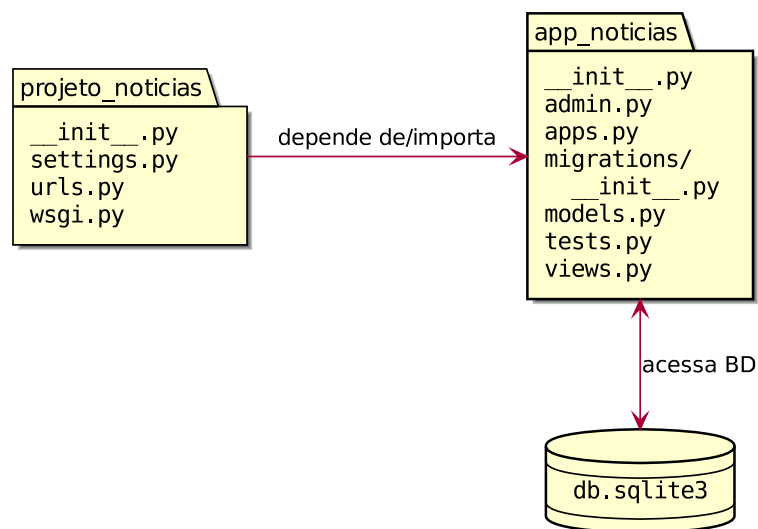 projeto_noticias
__init__.py
settings.py
urls.py
wsgi.py
depende de/importa
app_noticias
__init__.py
admin.py
apps.py
migrations/
__init__.py
models.py
tests.py
views.py
acessa BD
db.sqlite3